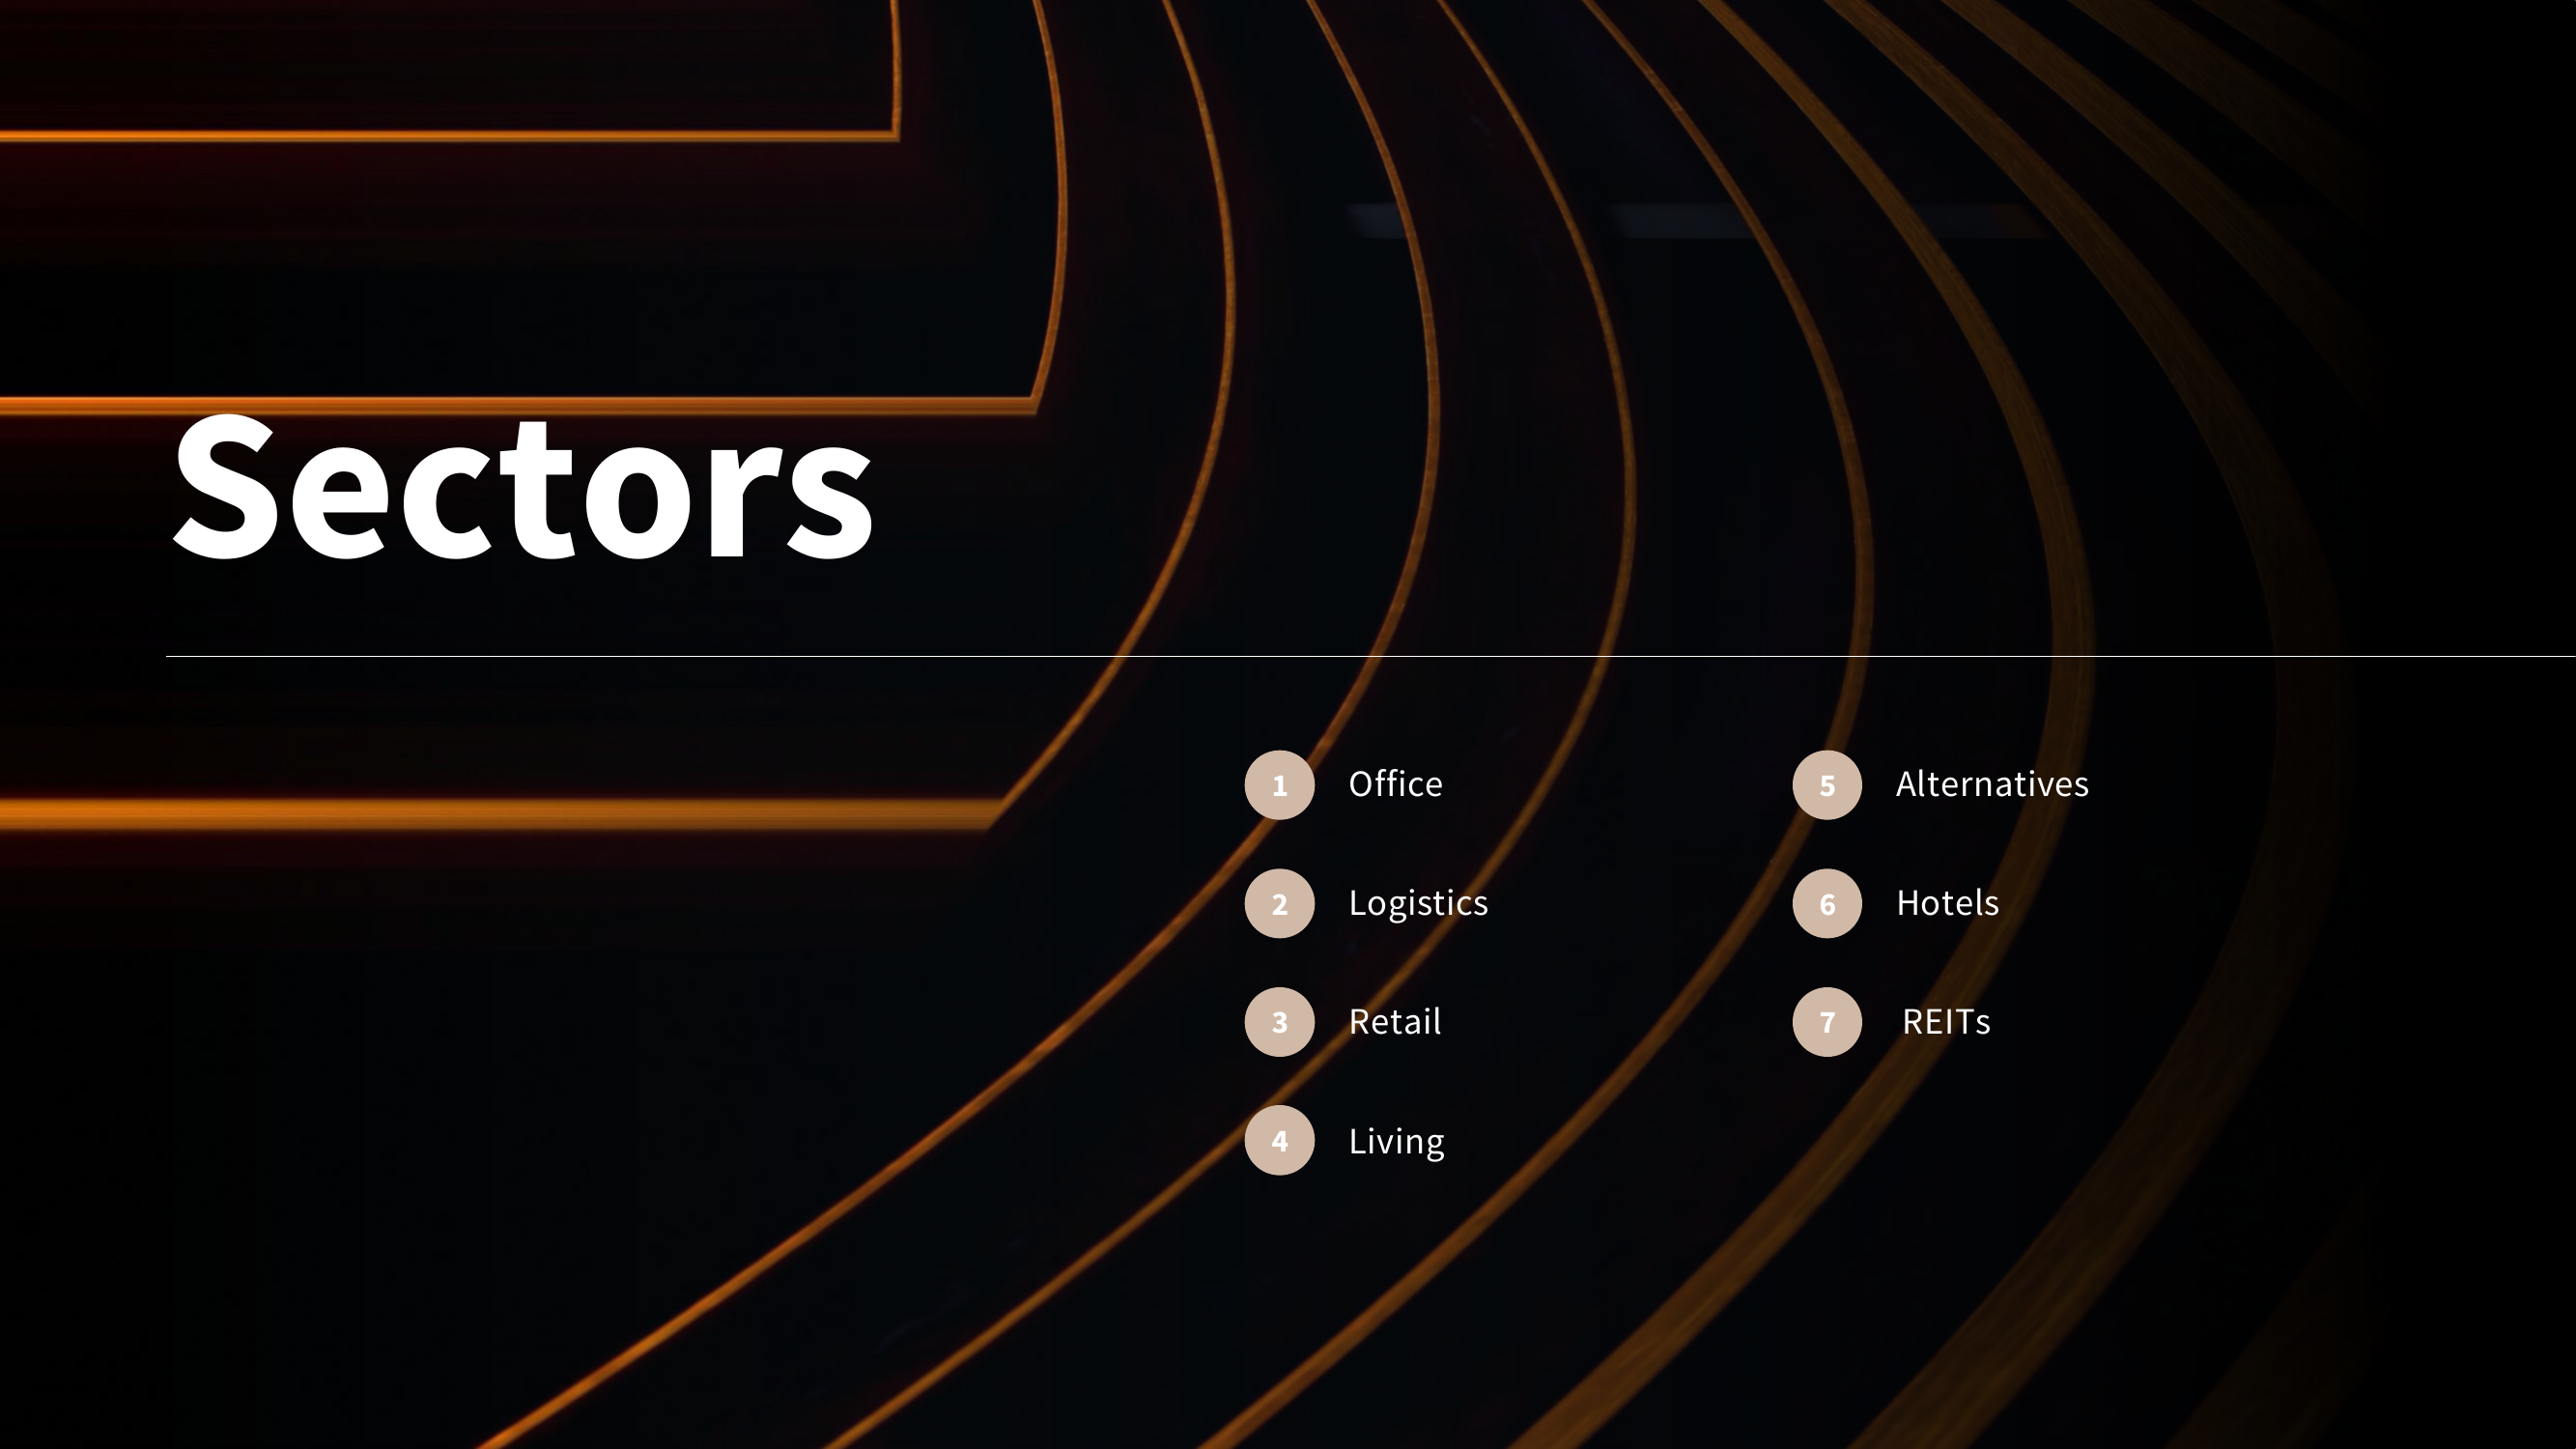 Sectors
1 Office
2 Logistics
3 Retail
4 Living
5 Alternatives
6 Hotels
7 REITs